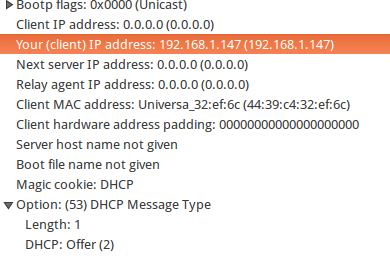 Bootp flags: 0x0000 (Unicast)
Client IP address: 0.0.0.0 (0.0.0.0)
Your (client) IP address: 192.168.1.147 (192.168.1.147)
Next server IP address: 0.0.0.0 (0.0.0.0)
Relay agent IP address: 0.0.0.0 (0.0.0.0)
Client MAC address: Universa_32:ef:6c (44:39:c4:32:ef:6c)
Client hardware address padding: 00000000000000000000
Server host name not given
Boot file name not given
Magic cookie: DHCP
Option: (53) DHCP Message Type
Length: 1
DHCP: Offer (2)